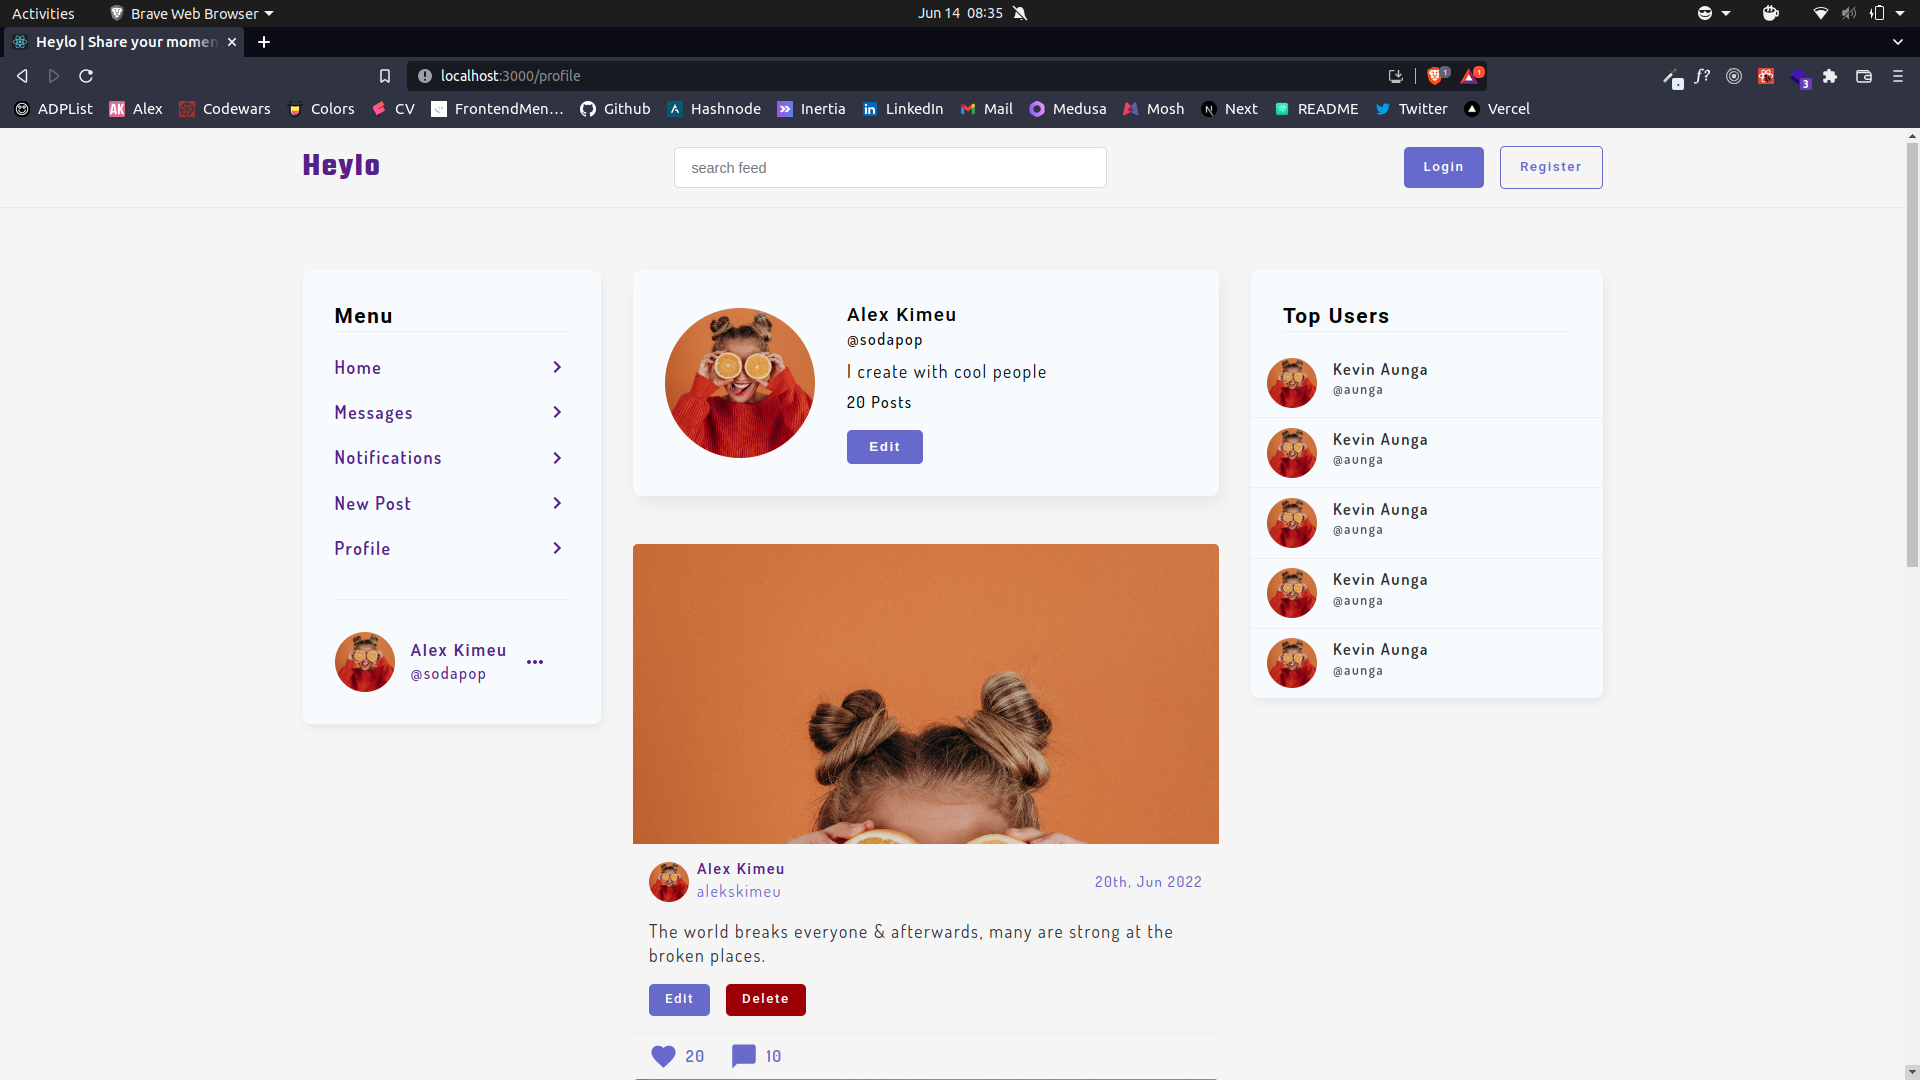 Activities
Brave Web Browser
Jun 14 08:35
Heylo | Share your momen
localhost:3000/profile
1
1
f?
3
ADPList
AK Alex
Codewars
Colors
CV
FrontendMen...
Github
Hashnode
Inertia
LinkedIn
Mail
Medusa
Mosh
N Next
README
Twitter
Vercel
Heylo
search feed
Login
Register
Menu
Home
Messages
Notifications
New Post
Profile
Alex Kimeu
@sodapop
Alex Kimeu
@sodapop
I create with cool people
20 Posts
Edit
Alex Kimeu
alekskimeu
20th, Jun 2022
The world breaks everyone & afterwards, many are strong at the
broken places.
Edit
Delete
20
10
Top Users
Kevin Aunga
@aunga
Kevin Aunga
@aunga
Kevin Aunga
@aunga
Kevin Aunga
@aunga
Kevin Aunga
@aunga